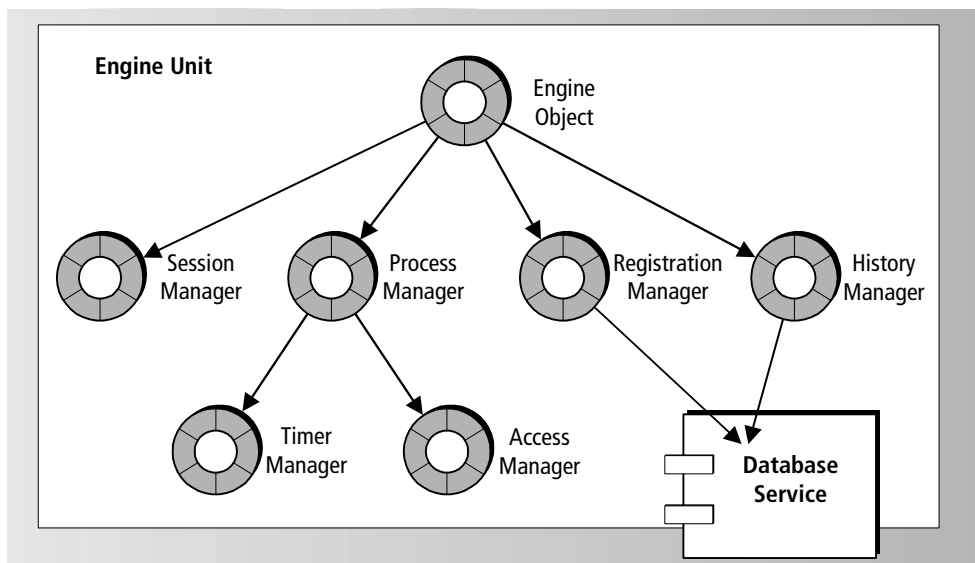 Engine Unit
Engine
Object
Session
Manager
Process
Manager
Registration
Manager
History
Manager
Timer
Manager
Access
Manager
Database
Service